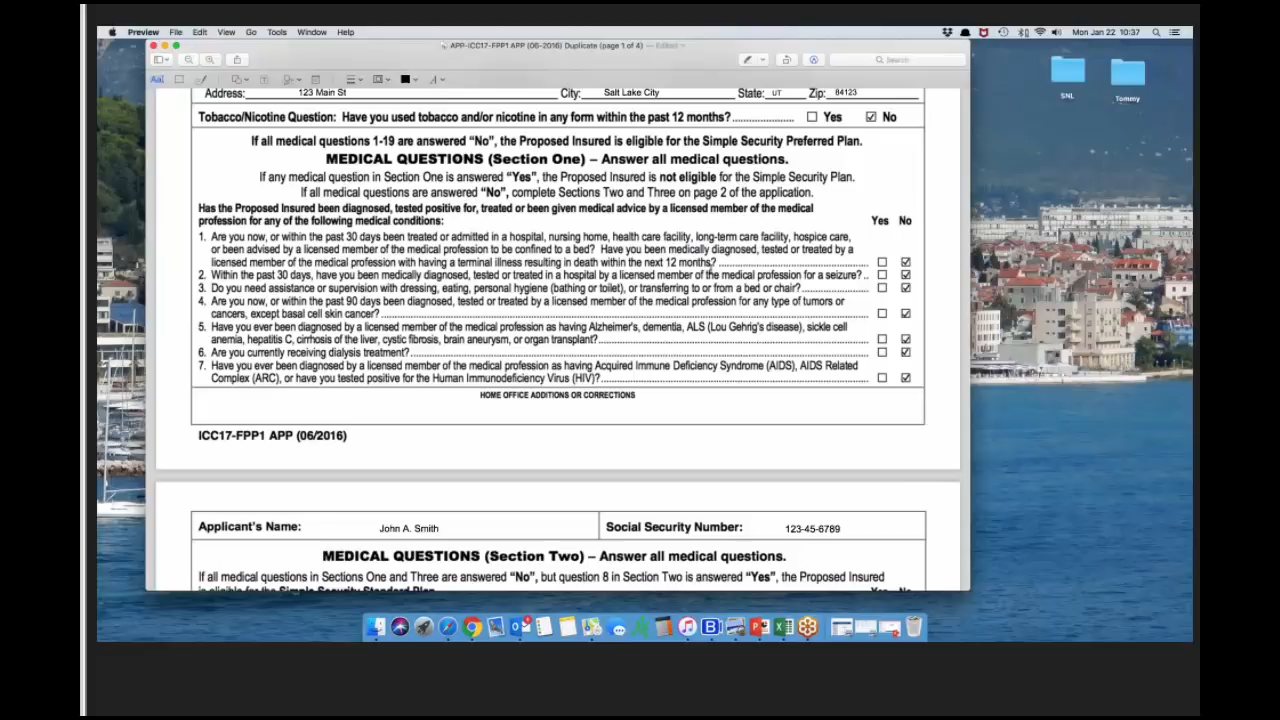 Preview File Edit View Go Tools Window Help Mon Jan 22 10:37
APP-ICC17-FPP1 APP (06-2016) Duplicate (page 1 of 4) — Edited
Search
Address: 123 Main St City: Salt Lake City State: UT Zip: 84123
Tobacco/Nicotine Question: Have you used tobacco and/or nicotine in any form within the past 12 months? Yes No
If all medical questions 1-19 are answered “No”, the Proposed Insured is eligible for the Simple Security Preferred Plan.
MEDICAL QUESTIONS (Section One) – Answer all medical questions.
If any medical question in Section One is answered “Yes”, the Proposed Insured is not eligible for the Simple Security Plan.
If all medical questions are answered “No”, complete Sections Two and Three on page 2 of the application.
Has the Proposed Insured been diagnosed, tested positive for, treated or been given medical advice by a licensed member of the medical
profession for any of the following medical conditions: Yes No
1. Are you now, or within the past 30 days been treated or admitted in a hospital, nursing home, health care facility, long-term care facility, hospice care,
or been advised by a licensed member of the medical profession to be confined to a bed? Have you been medically diagnosed, tested or treated by a
licensed member of the medical profession with having a terminal illness resulting in death within the next 12 months?
2. Within the past 30 days, have you been medically diagnosed, tested or treated in a hospital by a licensed member of the medical profession for a seizure?
3. Do you need assistance or supervision with dressing, eating, personal hygiene (bathing or toilet), or transferring to or from a bed or chair?
4. Are you now, or within the past 90 days been diagnosed, tested or treated by a licensed member of the medical profession for any type of tumors or
cancers, except basal cell skin cancer?
5. Have you ever been diagnosed by a licensed member of the medical profession as having Alzheimer's, dementia, ALS (Lou Gehrig's disease), sickle cell
anemia, hepatitis C, cirrhosis of the liver, cystic fibrosis, brain aneurysm, or organ transplant?
6. Are you currently receiving dialysis treatment?
7. Have you ever been diagnosed by a licensed member of the medical profession as having Acquired Immune Deficiency Syndrome (AIDS), AIDS Related
Complex (ARC), or have you tested positive for the Human Immunodeficiency Virus (HIV)?
HOME OFFICE ADDITIONS OR CORRECTIONS
ICC17-FPP1 APP (06/2016)
Applicant's Name: John A. Smith Social Security Number: 123-45-6789
MEDICAL QUESTIONS (Section Two) – Answer all medical questions.
If all medical questions in Sections One and Three are answered “No”, but question 8 in Section Two is answered “Yes”, the Proposed Insured
is eligible for the Simple Security Standard Plan. Yes No
SNL
Tommy